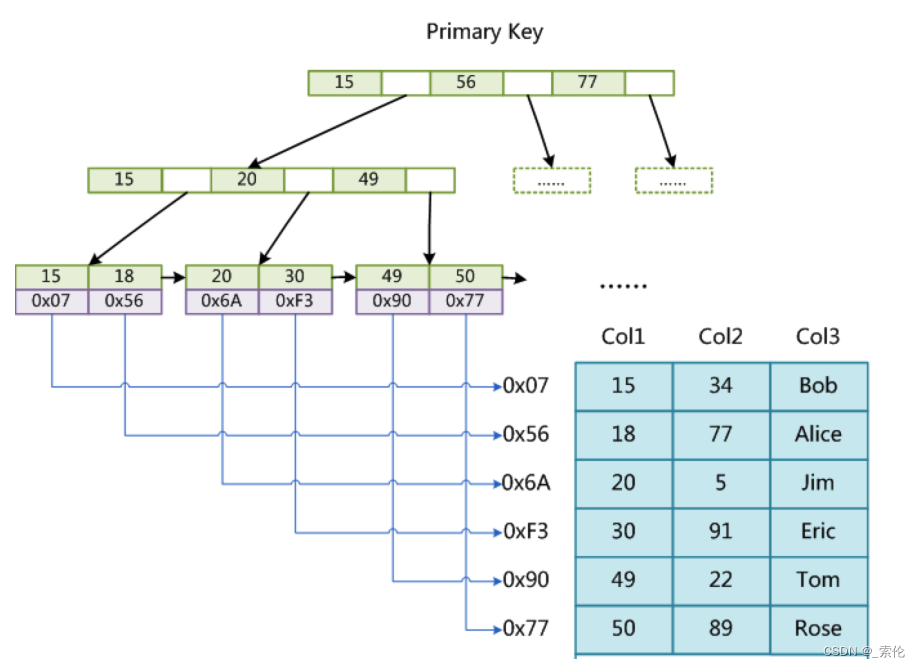 Primary Key
15 56 77
15 20 49 ...... ......
15 18 20 30 49 50
0x07 0x56 0x6A 0xF3 0x90 0x77
......
Col1 Col2 Col3
0x07 15 34 Bob
0x56 18 77 Alice
0x6A 20 5 Jim
0xF3 30 91 Eric
0x90 49 22 Tom
0x77 50 89 Rose
CSDN @_索伦